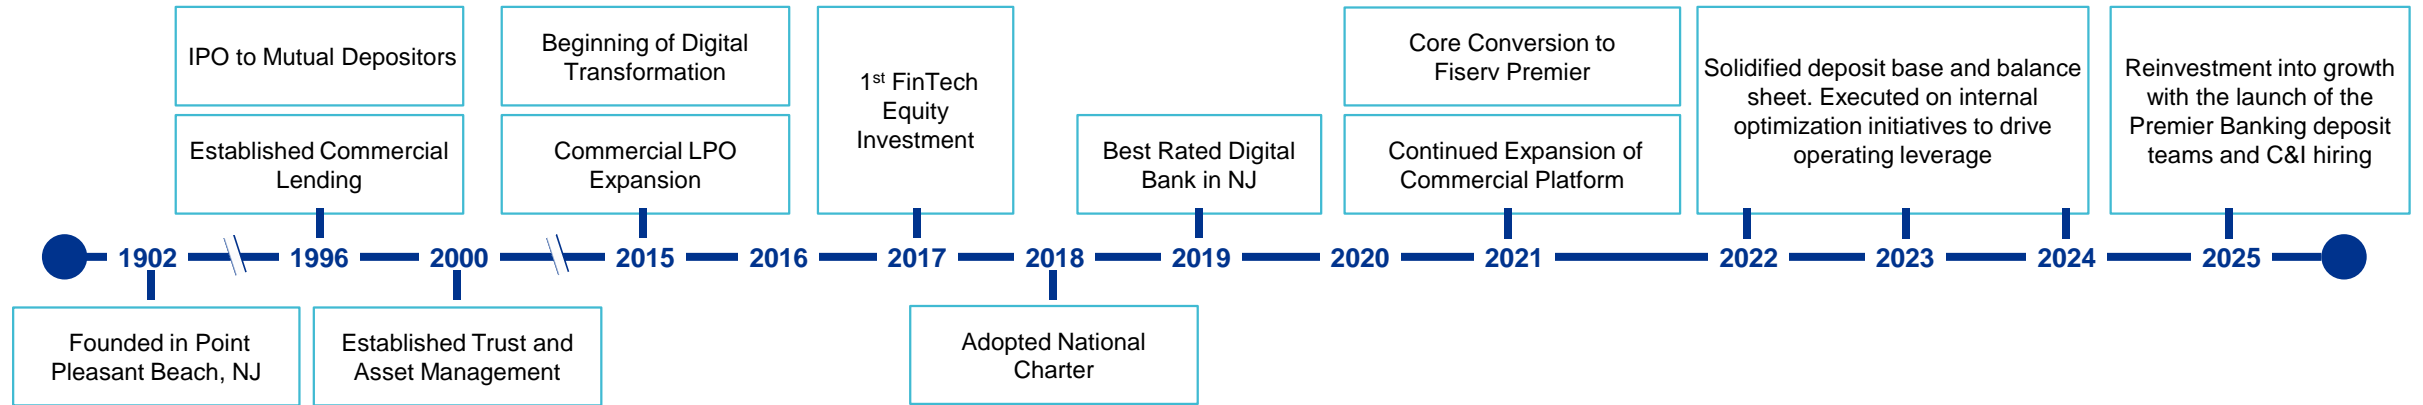 IPO to Mutual Depositors
Established Commercial
Lending
Beginning of Digital
Transformation
Commercial LPO
Expansion
1st FinTech
Equity
Investment
Best Rated Digital
Bank in NJ
Core Conversion to
Fiserv Premier
Continued Expansion of
Commercial Platform
Solidified deposit base and balance
sheet. Executed on internal
optimization initiatives to drive
operating leverage
Reinvestment into growth
with the launch of the
Premier Banking deposit
teams and C&I hiring
1902 1996 2000 2015 2016 2017 2018 2019 2020 2021 2022 2023 2024 2025
Founded in Point
Pleasant Beach, NJ
Established Trust and
Asset Management
Adopted National
Charter